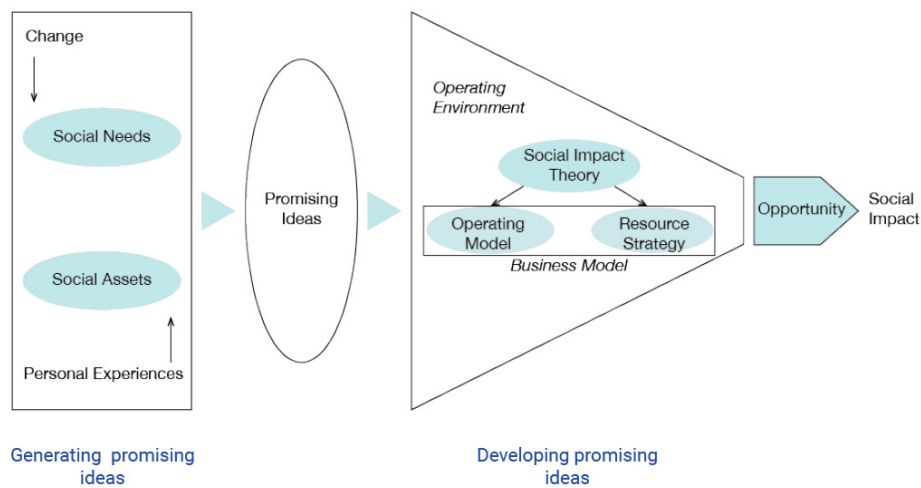 Change
Social Needs
Social Assets
Personal Experiences
Promising
Ideas
Operating
Environment
Social Impact
Theory
Operating
Model
Resource
Strategy
Business Model
Opportunity
Social
Impact
Generating promising
ideas
Developing promising
ideas